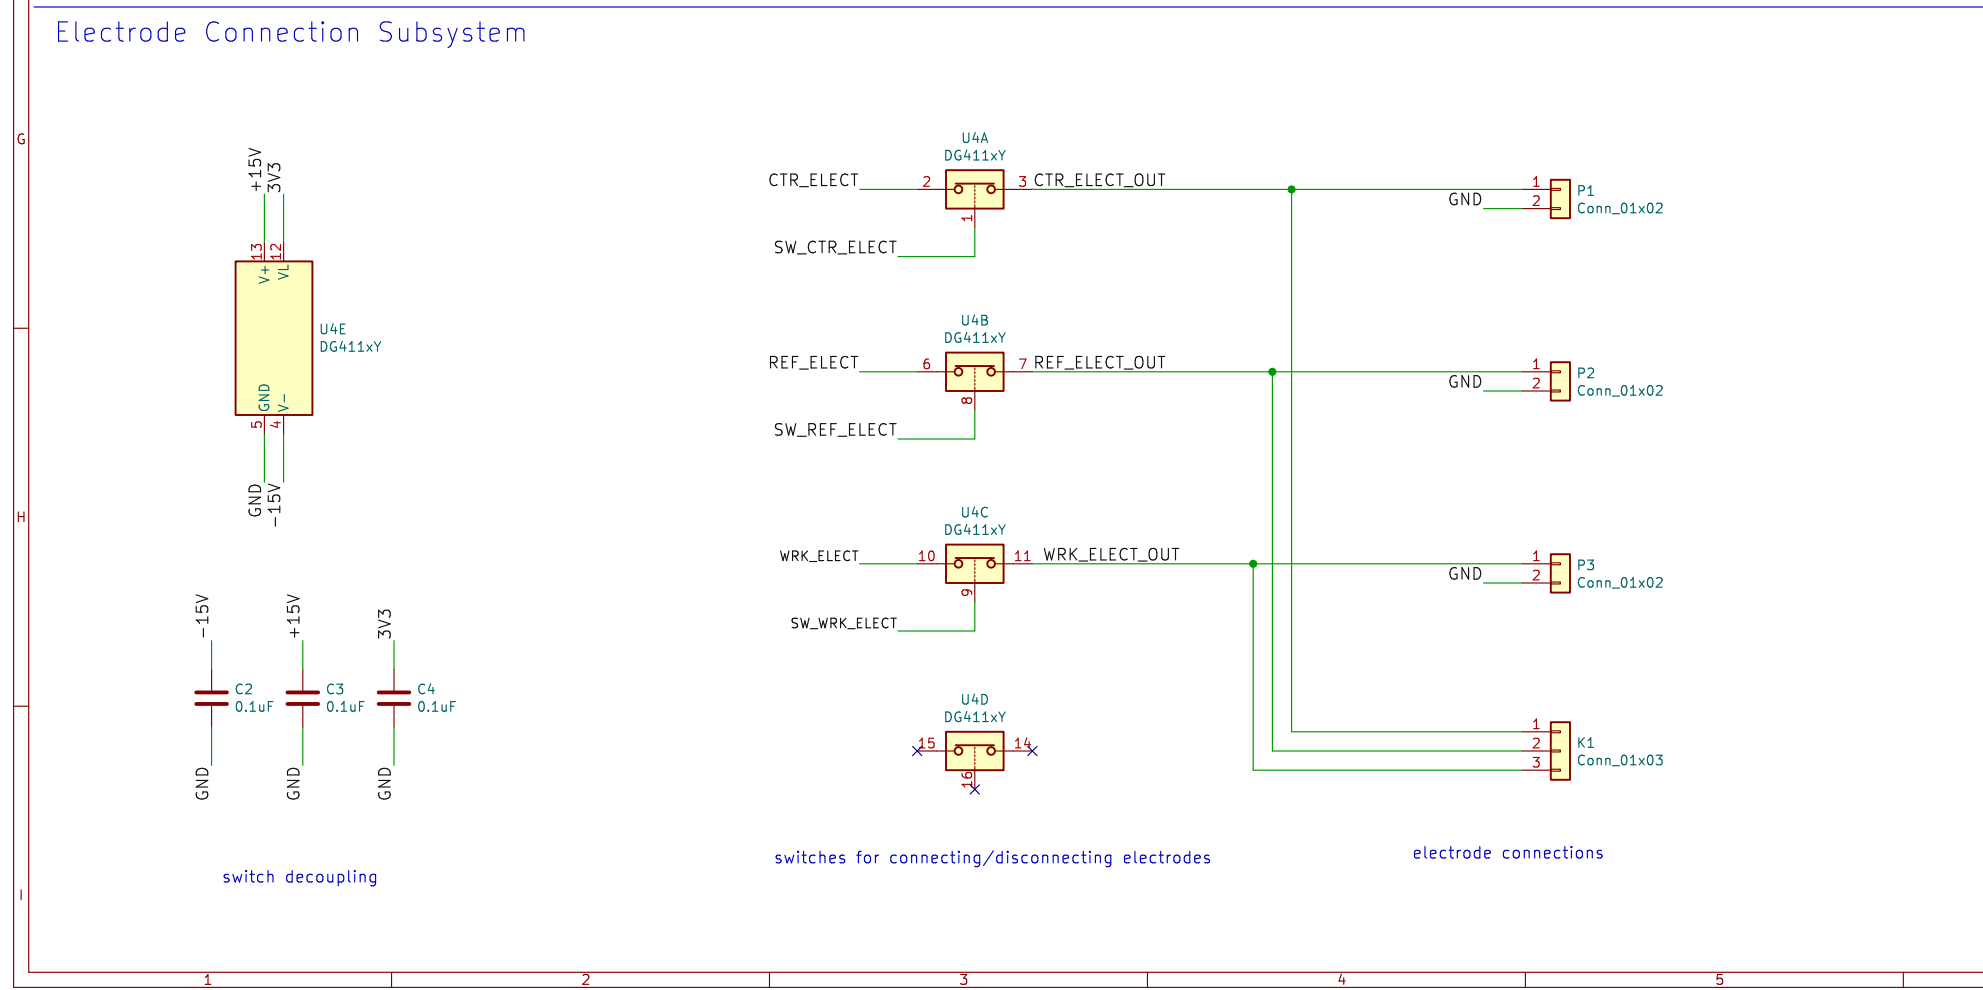 Electrode Connection Subsystem
G
H
I
+15V
3V3
13
12
V+
VL
U4E
DG411xY
GND
V-
5
4
GND
-15V
-15V
+15V
3V3
C2
0.1uF
C3
0.1uF
C4
0.1uF
GND
GND
GND
switch decoupling
U4A
DG411xY
CTR_ELECT
2
3
CTR_ELECT_OUT
1
SW_CTR_ELECT
U4B
DG411xY
REF_ELECT
6
7
REF_ELECT_OUT
8
SW_REF_ELECT
U4C
DG411xY
WRK_ELECT
10
11
WRK_ELECT_OUT
9
SW_WRK_ELECT
U4D
DG411xY
15
14
16
switches for connecting/disconnecting electrodes
1
GND
2
P1
Conn_01x02
1
GND
2
P2
Conn_01x02
1
GND
2
P3
Conn_01x02
1
2
3
K1
Conn_01x03
electrode connections
1
2
3
4
5